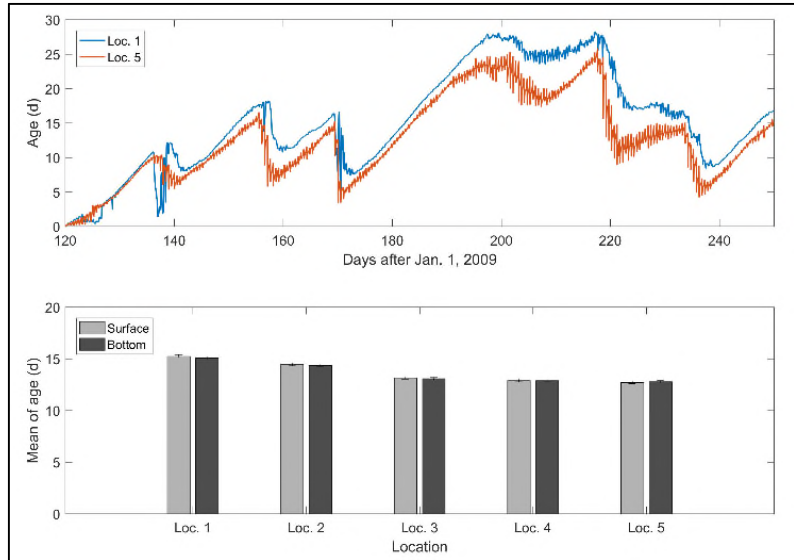 30
25
20
15
10
5
0
Age (d)
Loc. 1
Loc. 5
120 140 160 180 200 220 240
Days after Jan. 1, 2009
20
15
10
5
0
Mean of age (d)
Surface
Bottom
Loc. 1 Loc. 2 Loc. 3 Loc. 4 Loc. 5
Location